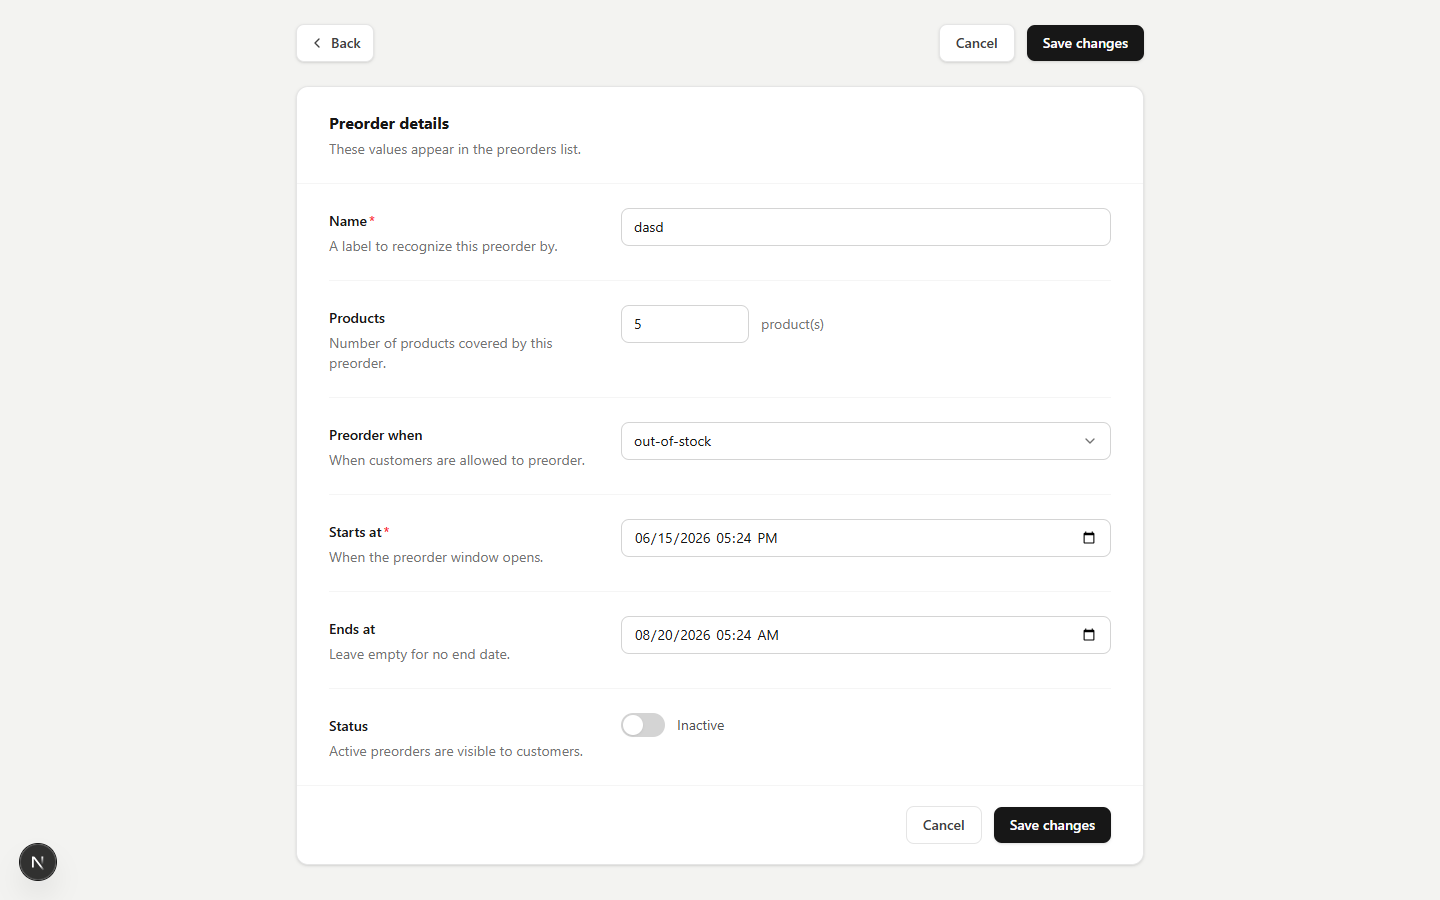 Back
Cancel
Save changes
Preorder details
These values appear in the preorders list.
Name*
A label to recognize this preorder by.
dasd
Products
Number of products covered by this
preorder.
5
product(s)
Preorder when
When customers are allowed to preorder.
out-of-stock
Starts at*
When the preorder window opens.
06/15/2026 05:24 PM
Ends at
Leave empty for no end date.
08/20/2026 05:24 AM
Status
Active preorders are visible to customers.
Inactive
Cancel
Save changes
N